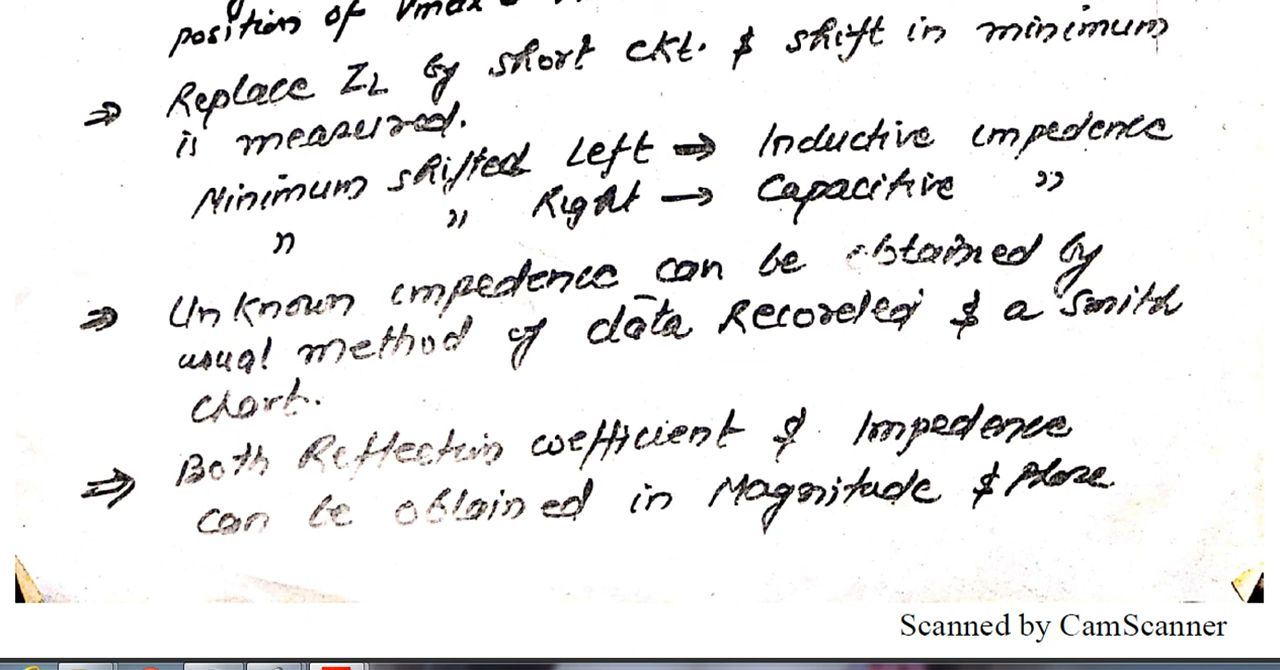 position of Vmax
⇒ Replace ZL by short ckt. & shift in minimum
is measured.
Minimum shifted Left → Inductive impedence
" " Right → Capacitive "
⇒ Unknown impedence can be obtained by
usual method of data Recorded & a Smith
chart.
⇒ Both Reflection coefficient & Impedence
can be obtained in Magnitude & Phase
Scanned by CamScanner